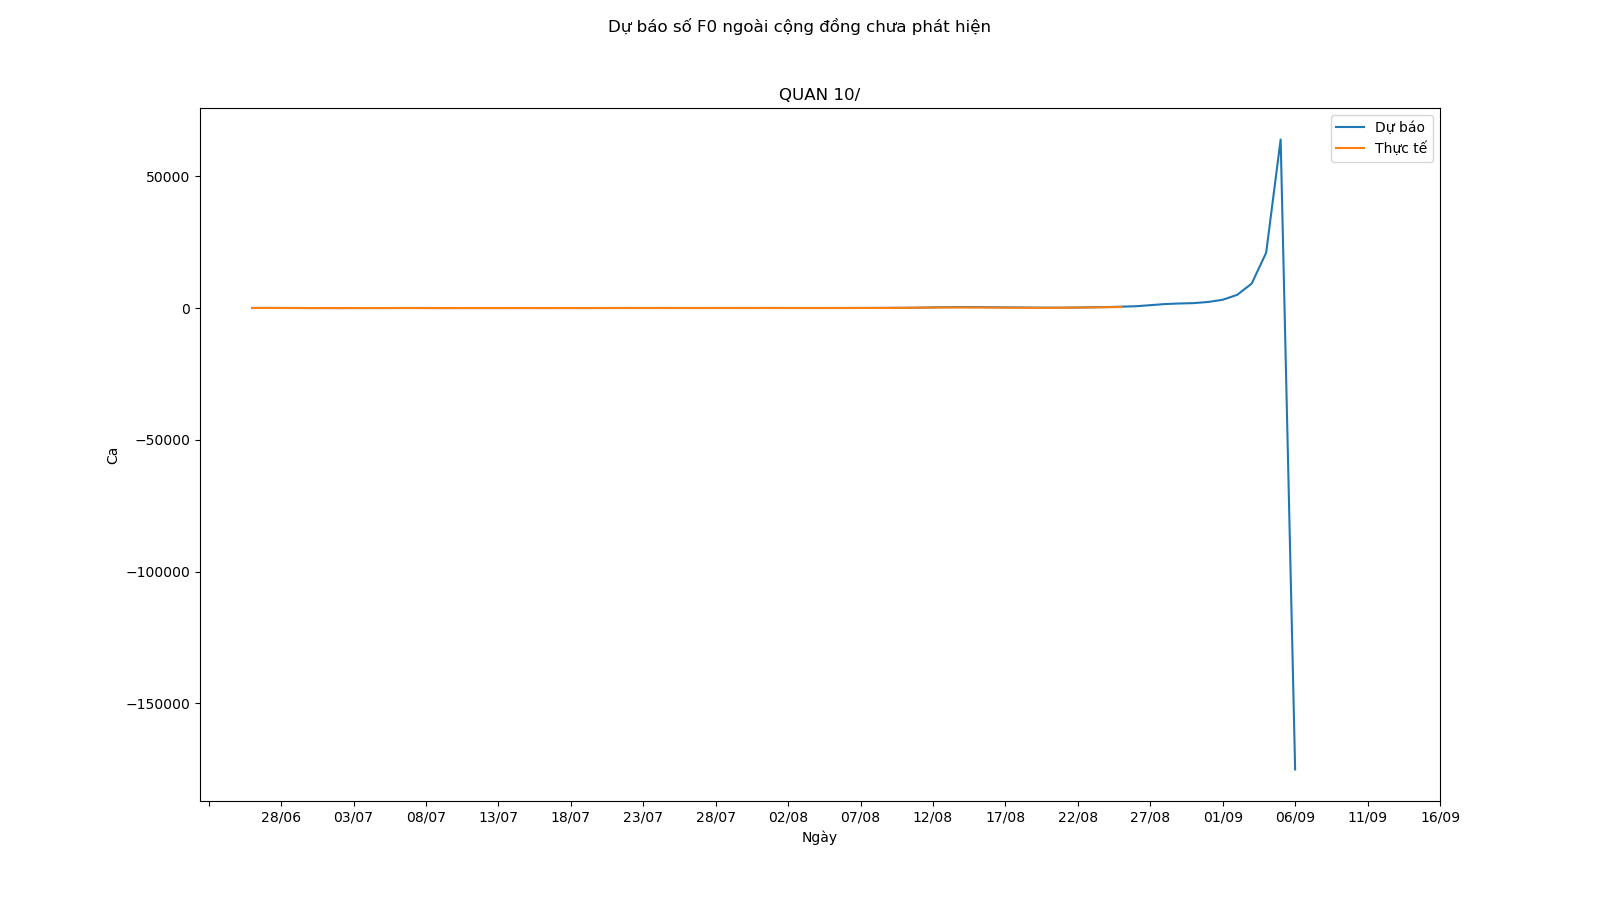 Dự báo số F0 ngoài cộng đồng chưa phát hiện
QUAN 10/
Dự báo
Thực tế
50000
0
−50000
−100000
−150000
Ca
28/06 03/07 08/07 13/07 18/07 23/07 28/07 02/08 07/08 12/08 17/08 22/08 27/08 01/09 06/09 11/09 16/09
Ngày